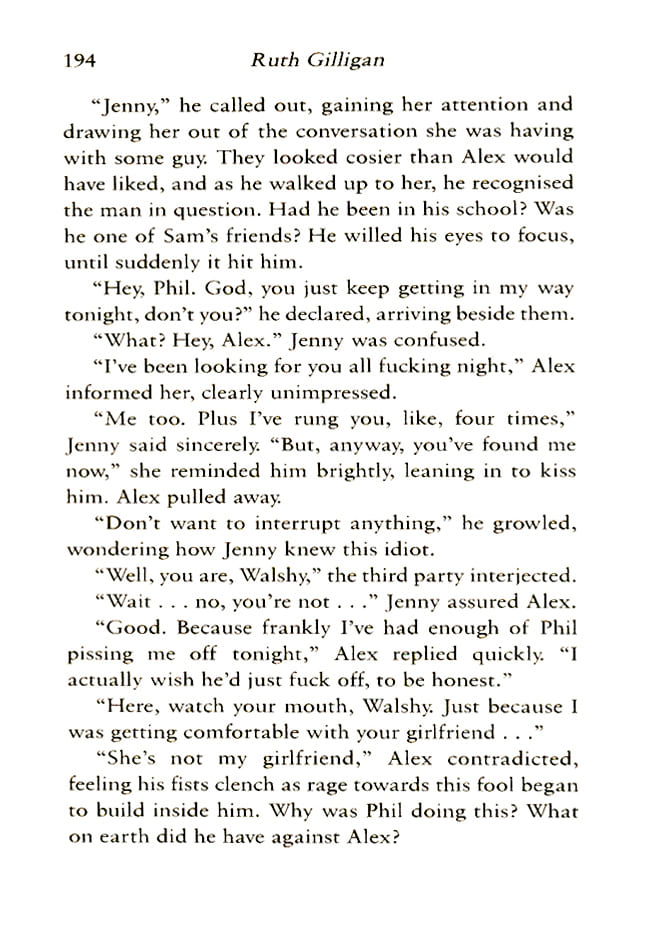 194 Ruth Gilligan
“Jenny,” he called out, gaining her attention and
drawing her out of the conversation she was having
with some guy. They looked cosier than Alex would
have liked, and as he walked up to her, he recognised
the man in question. Had he been in his school? Was
he one of Sam’s friends? He willed his eyes to focus,
until suddenly it hit him.
“Hey, Phil. God, you just keep getting in my way
tonight, don’t you?” he declared, arriving beside them.
“What? Hey, Alex.” Jenny was confused.
“I’ve been looking for you all fucking night,” Alex
informed her, clearly unimpressed.
“Me too. Plus I’ve rung you, like, four times,”
Jenny said sincerely. “But, anyway, you’ve found me
now,” she reminded him brightly, leaning in to kiss
him. Alex pulled away.
“Don’t want to interrupt anything,” he growled,
wondering how Jenny knew this idiot.
“Well, you are, Walshy,” the third party interjected.
“Wait . . . no, you’re not . . .” Jenny assured Alex.
“Good. Because frankly I’ve had enough of Phil
pissing me off tonight,” Alex replied quickly. “I
actually wish he’d just fuck off, to be honest.”
“Here, watch your mouth, Walshy. Just because I
was getting comfortable with your girlfriend . . .”
“She’s not my girlfriend,” Alex contradicted,
feeling his fists clench as rage towards this fool began
to build inside him. Why was Phil doing this? What
on earth did he have against Alex?